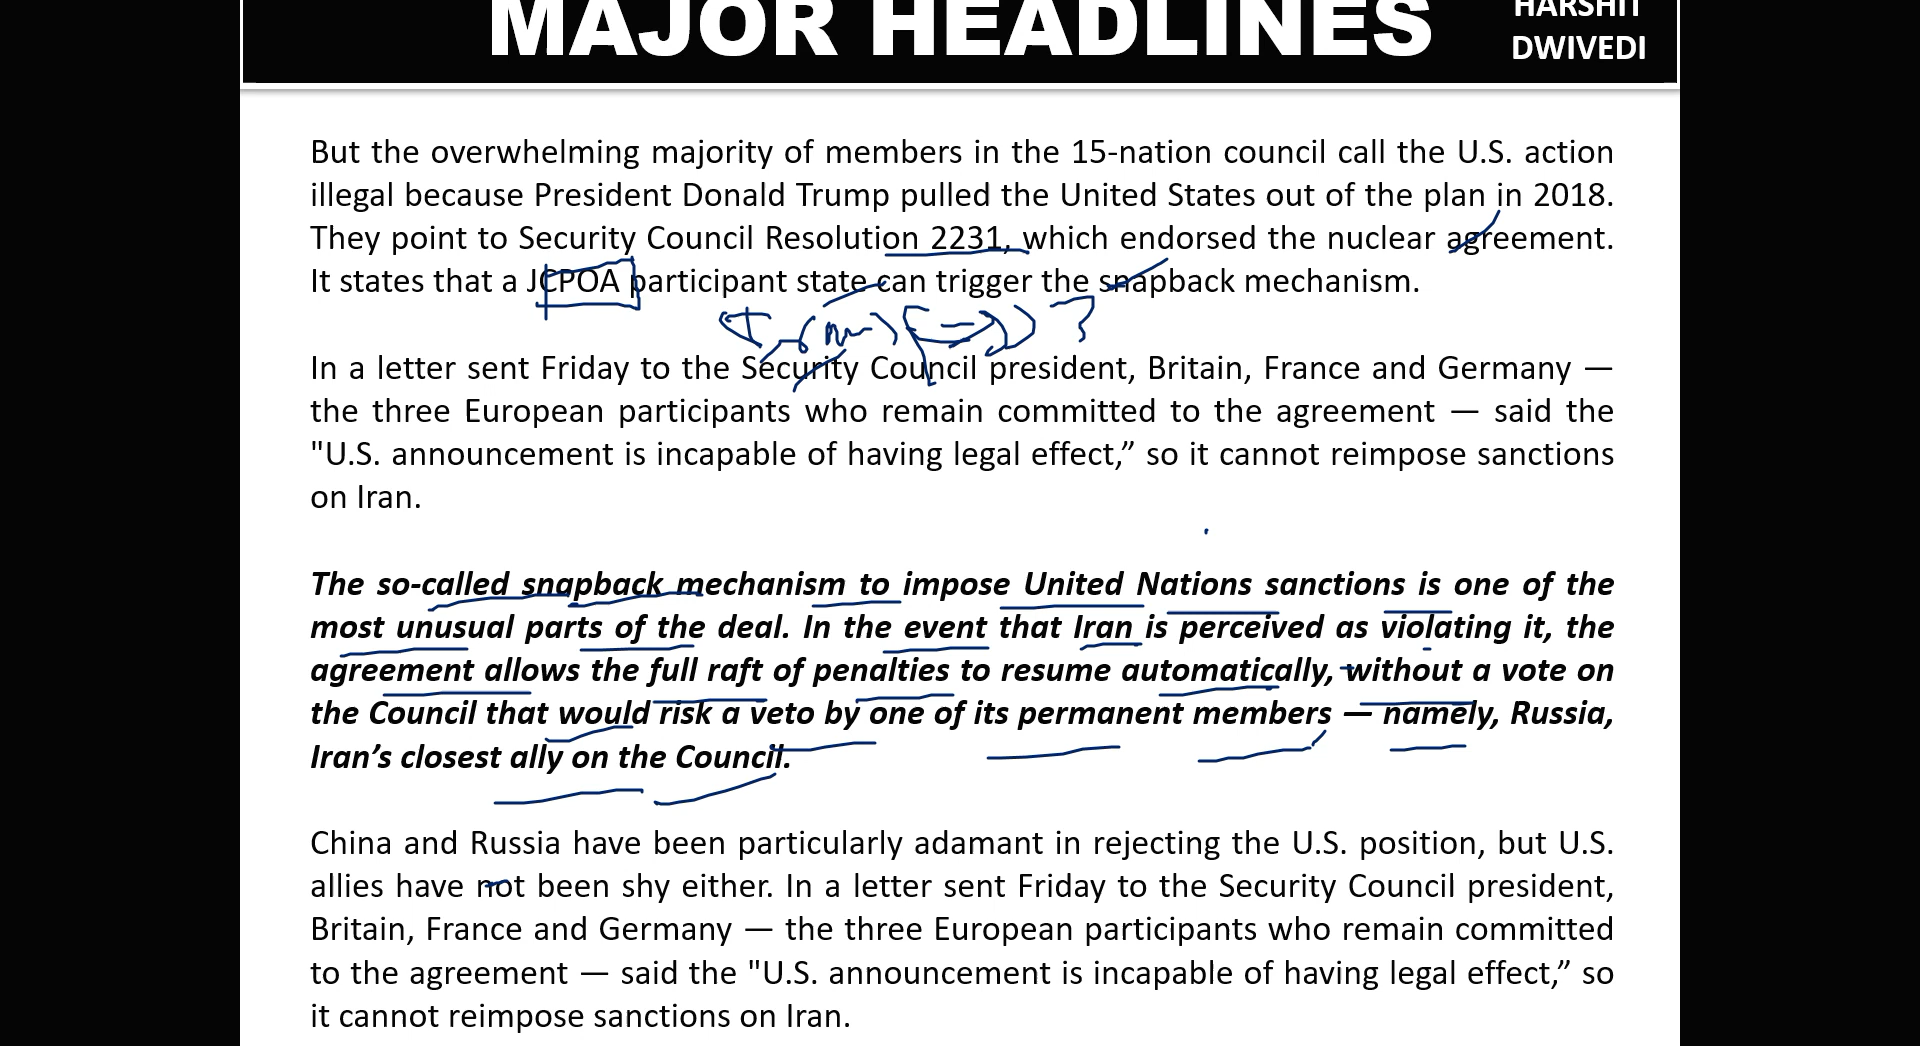 MAJOR HEADLINES
HARSHIT
DWIVEDI
But the overwhelming majority of members in the 15-nation council call the U.S. action
illegal because President Donald Trump pulled the United States out of the plan in 2018.
They point to Security Council Resolution 2231, which endorsed the nuclear agreement.
It states that a JCPOA participant state can trigger the snapback mechanism.
In a letter sent Friday to the Security Council president, Britain, France and Germany —
the three European participants who remain committed to the agreement — said the
"U.S. announcement is incapable of having legal effect,” so it cannot reimpose sanctions
on Iran.
The so-called snapback mechanism to impose United Nations sanctions is one of the
most unusual parts of the deal. In the event that Iran is perceived as violating it, the
agreement allows the full raft of penalties to resume automatically, without a vote on
the Council that would risk a veto by one of its permanent members — namely, Russia,
Iran’s closest ally on the Council.
China and Russia have been particularly adamant in rejecting the U.S. position, but U.S.
allies have not been shy either. In a letter sent Friday to the Security Council president,
Britain, France and Germany — the three European participants who remain committed
to the agreement — said the "U.S. announcement is incapable of having legal effect,” so
it cannot reimpose sanctions on Iran.